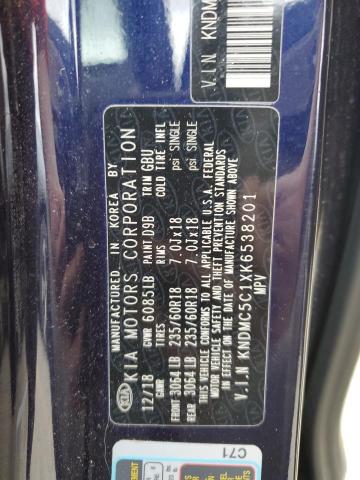 MANUFACTURED IN KOREA BY
KIA MOTORS CORPORATION
12/18 GVWR 6085LB PAINT D9B TRIM GBU
GAWR TIRES RIMS COLD TIRE INFL
FRONT 3064LB 235/60R18 7.0Jx18 psi SINGLE
REAR 3064LB 235/60R18 7.0Jx18 psi SINGLE
THIS VEHICLE CONFORMS TO ALL APPLICABLE U.S.A. FEDERAL
MOTOR VEHICLE SAFETY AND THEFT PREVENTION STANDARDS
IN EFFECT ON THE DATE OF MANUFACTURE SHOWN ABOVE
V.I.N KNDMC5C1XK6538201
MPV
KIA
V.I.N KNDM
C71